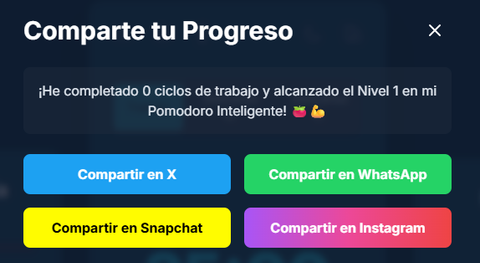 Comparte tu Progreso
¡He completado 0 ciclos de trabajo y alcanzado el Nivel 1 en mi
Pomodoro Inteligente! 🍅💪
Compartir en X
Compartir en WhatsApp
Compartir en Snapchat
Compartir en Instagram